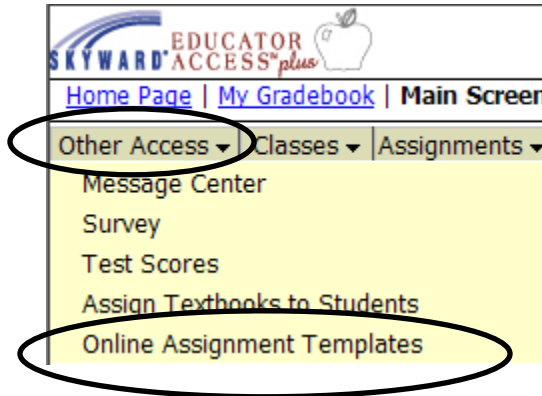 EDUCATOR
SKYWARD® ACCESS™ plus
Home Page | My Gradebook | Main Screen
Other Access ▾ | Classes ▾ | Assignments ▾
Message Center
Survey
Test Scores
Assign Textbooks to Students
Online Assignment Templates